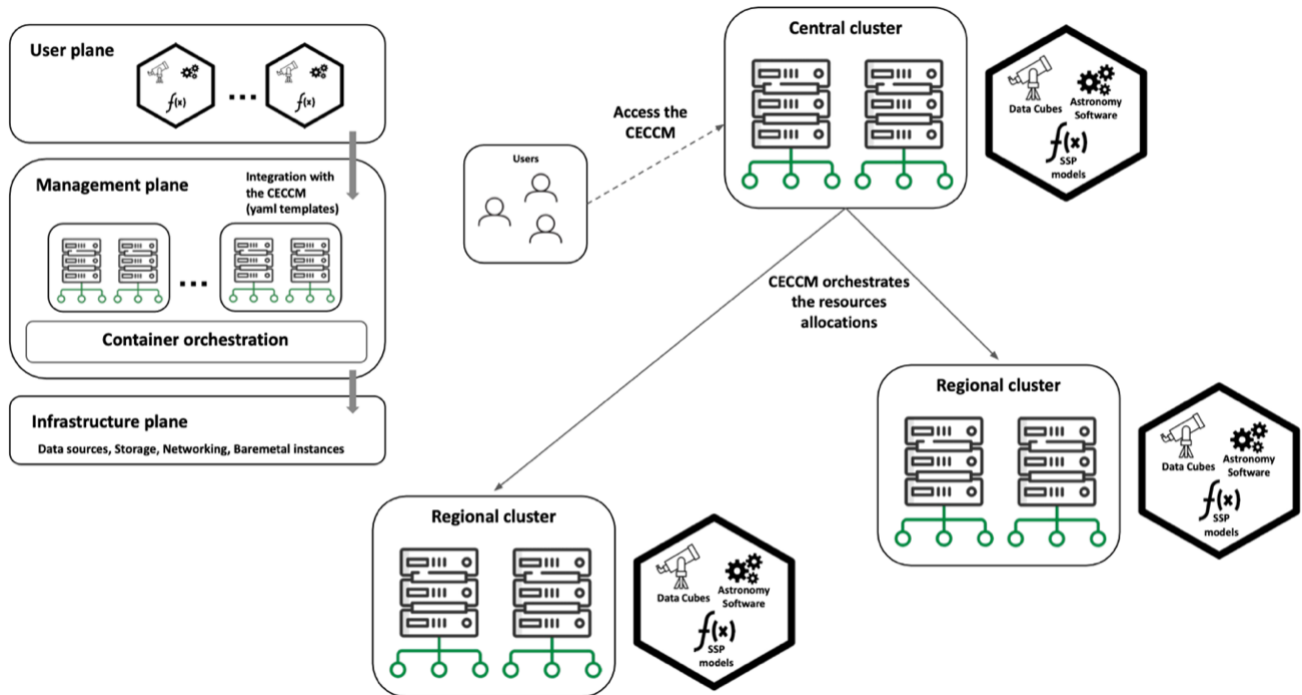 User plane
f(x)
...
f(x)
Management plane
Integration with
the CECCM
(yaml templates)
...
Container orchestration
Infrastructure plane
Data sources, Storage, Networking, Baremetal instances
Users
Access the
CECCM
Central cluster
Data Cubes
Astronomy
Software
f(x)
SSP
models
CECCM orchestrates
the resources
allocations
Regional cluster
Data Cubes
Astronomy
Software
f(x)
SSP
models
Regional cluster
Data Cubes
Astronomy
Software
f(x)
SSP
models